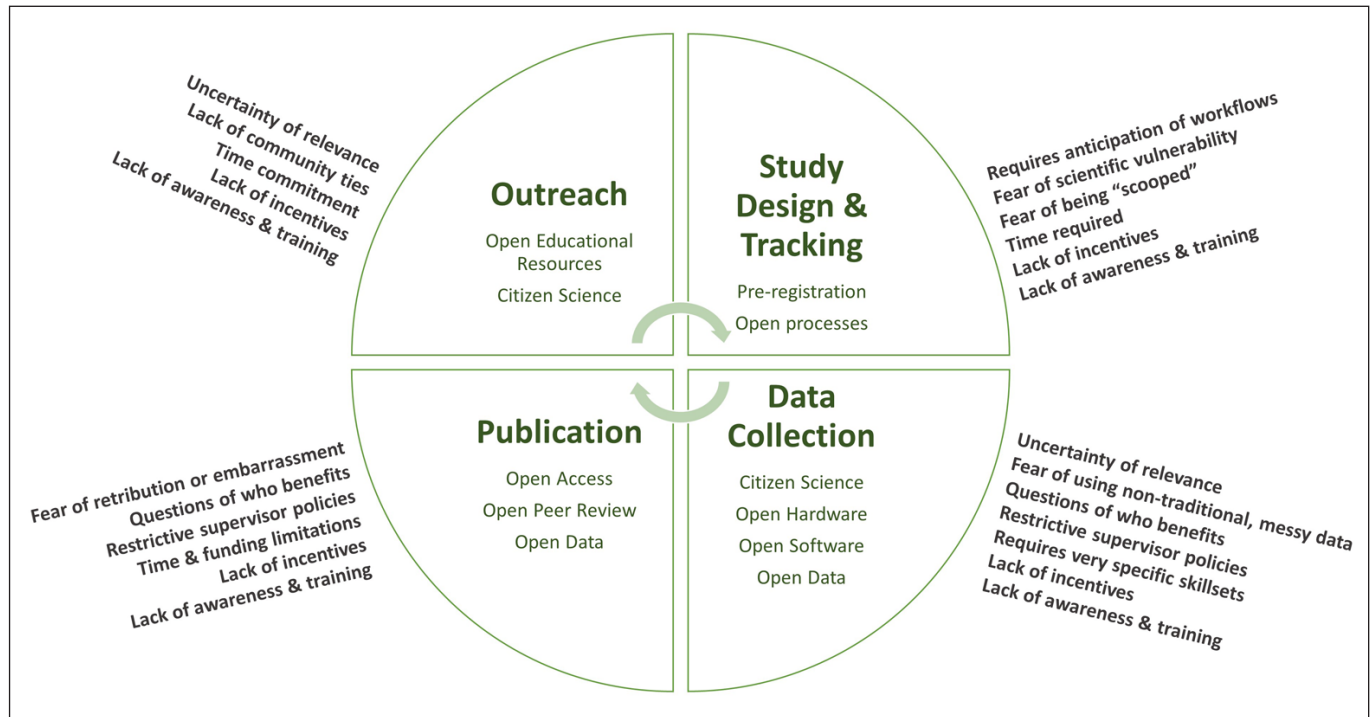 Uncertainty of relevance
Lack of community ties
Time commitment
Lack of incentives
Lack of awareness & training
Outreach
Open Educational
Resources
Citizen Science
Study
Design &
Tracking
Pre-registration
Open processes
Requires anticipation of workflows
Fear of scientific vulnerability
Fear of being “scooped”
Time required
Lack of incentives
Lack of awareness & training
Fear of retribution or embarrassment
Questions of who benefits
Restrictive supervisor policies
Time & funding limitations
Lack of incentives
Lack of awareness & training
Publication
Open Access
Open Peer Review
Open Data
Data
Collection
Citizen Science
Open Hardware
Open Software
Open Data
Uncertainty of relevance
Fear of using non-traditional, messy data
Questions of who benefits
Restrictive supervisor policies
Requires very specific skillsets
Lack of incentives
Lack of awareness & training